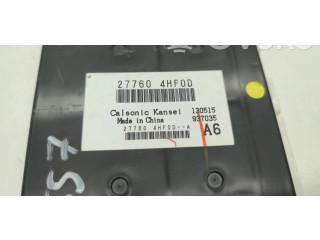 27760 4HF0D
Calsonic Kansei 130515
Made in China 937035
27760 4HF0D--A A6